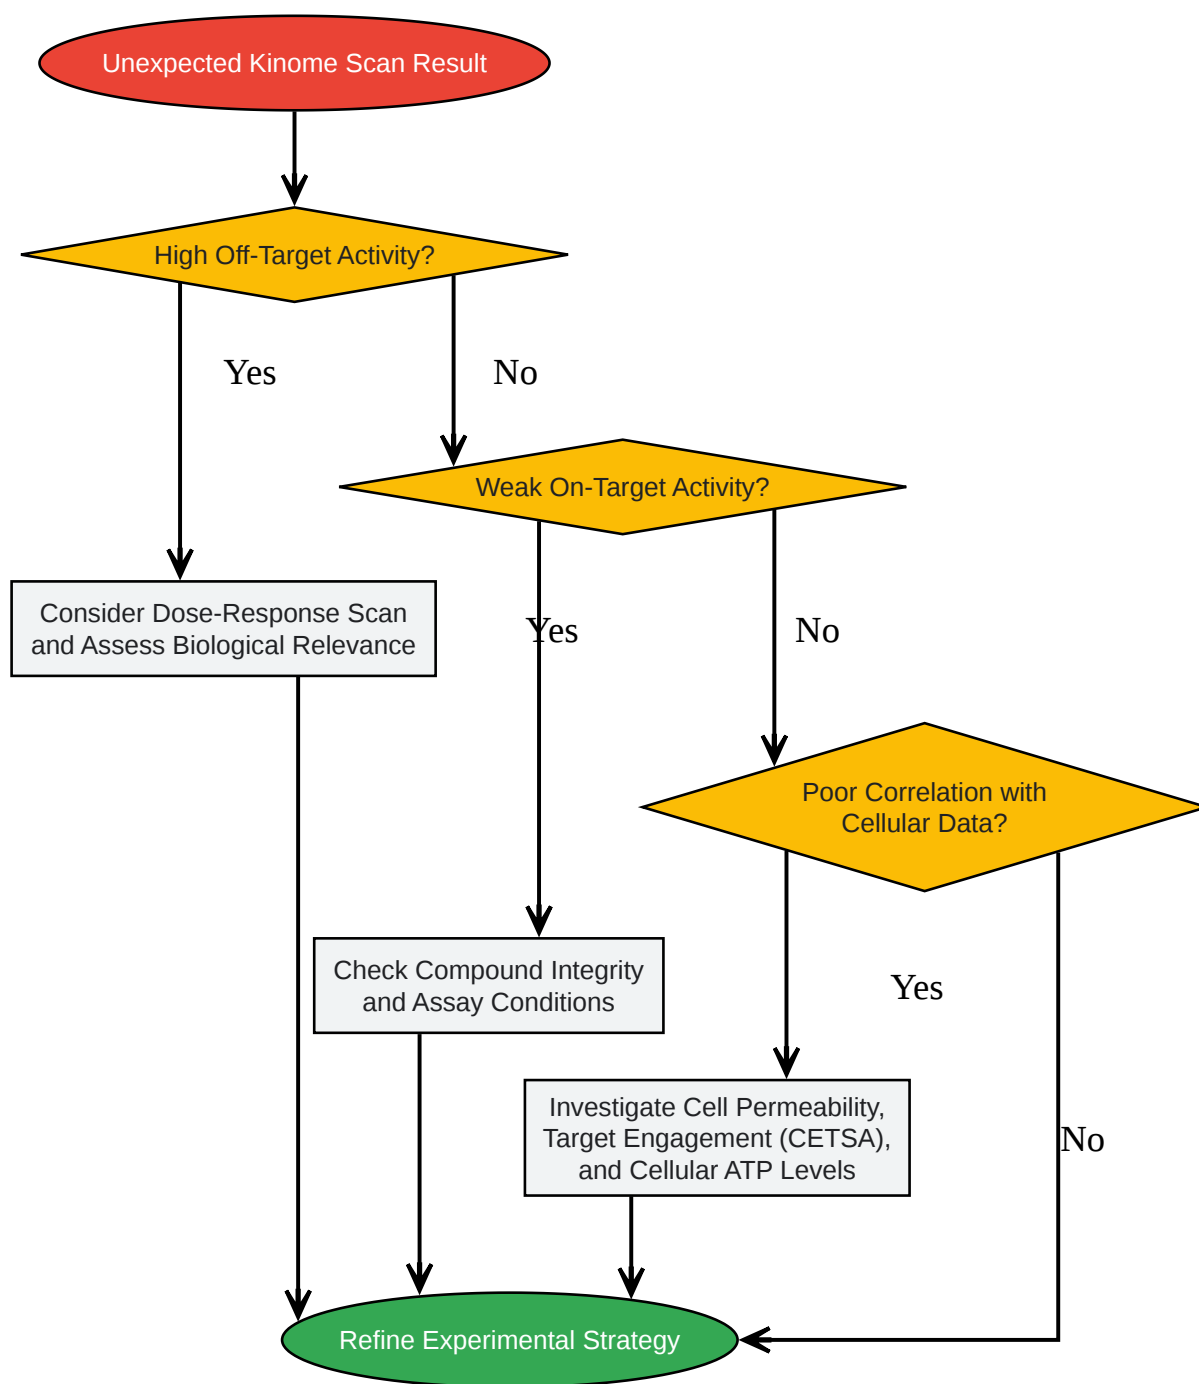 Unexpected Kinome Scan Result
High Off-Target Activity?
Yes
No
Weak On-Target Activity?
Consider Dose-Response Scan
and Assess Biological Relevance
Yes
No
Poor Correlation with
Cellular Data?
Check Compound Integrity
and Assay Conditions
Yes
Investigate Cell Permeability,
Target Engagement (CETSA),
and Cellular ATP Levels
No
Refine Experimental Strategy